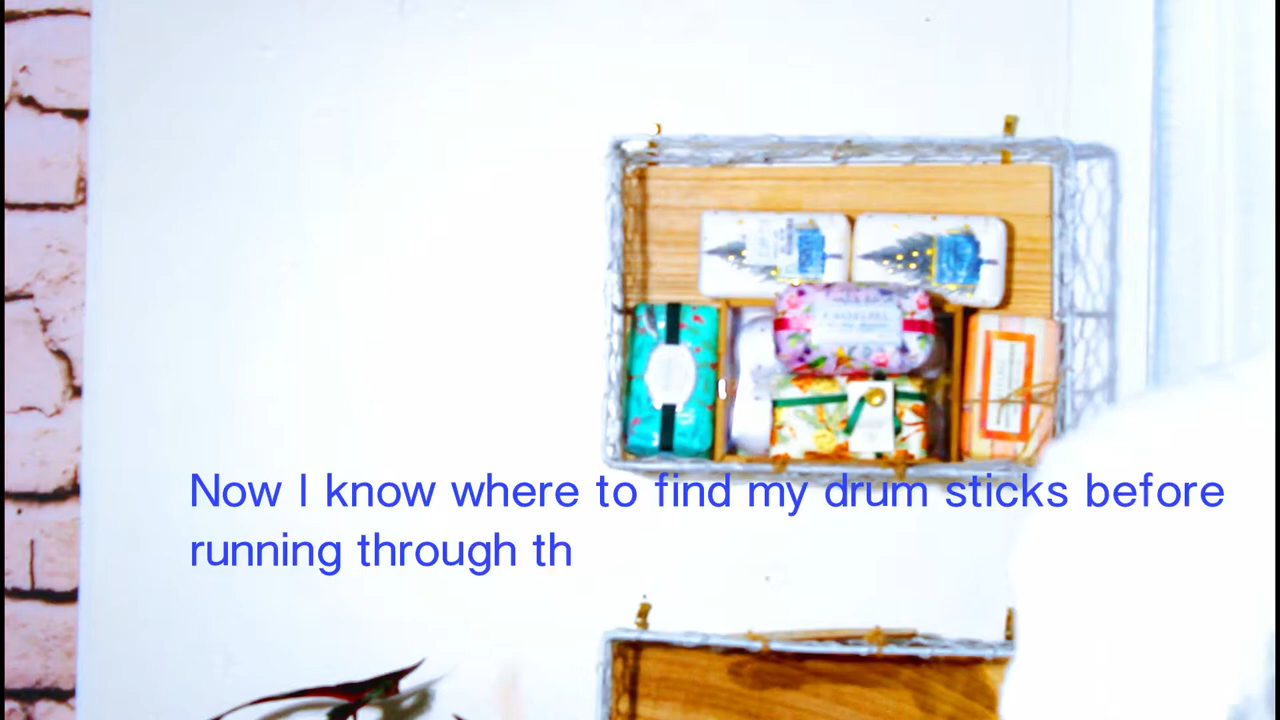 Now I know where to find my drum sticks before
running through th